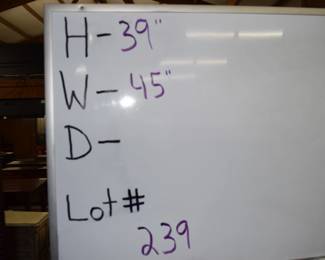 H- 39"
W- 45"
D-
Lot#
239